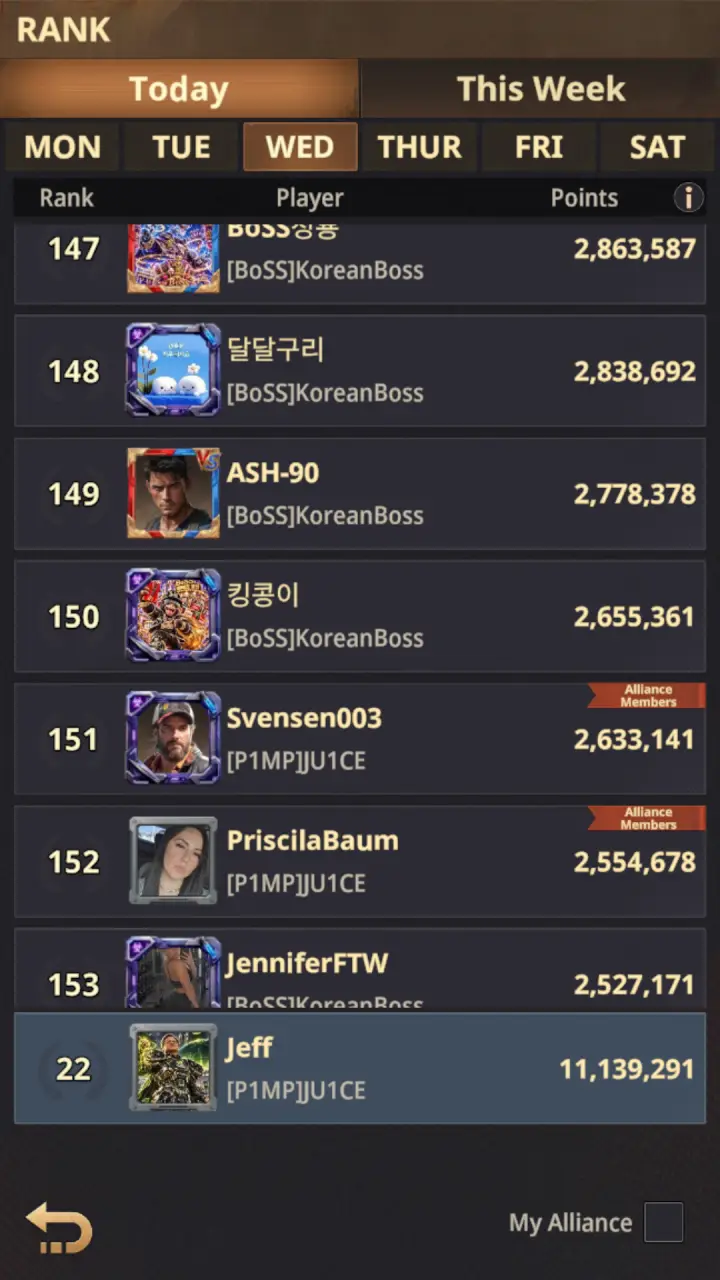 RANK
Today
This Week
MON
TUE
WED
THUR
FRI
SAT
Rank
Player
Points
147
2,863,587
[BoSS]KoreanBoss
148
달달구리
2,838,692
[BoSS]KoreanBoss
149
ASH-90
2,778,378
[BoSS]KoreanBoss
150
킹콩이
2,655,361
[BoSS]KoreanBoss
Alliance
Members
151
Svensen003
2,633,141
[P1MP]JU1CE
Alliance
Members
152
PriscilaBaum
2,554,678
[P1MP]JU1CE
153
JenniferFTW
2,527,171
[BoSS]KoreanBoss
22
Jeff
11,139,291
[P1MP]JU1CE
My Alliance